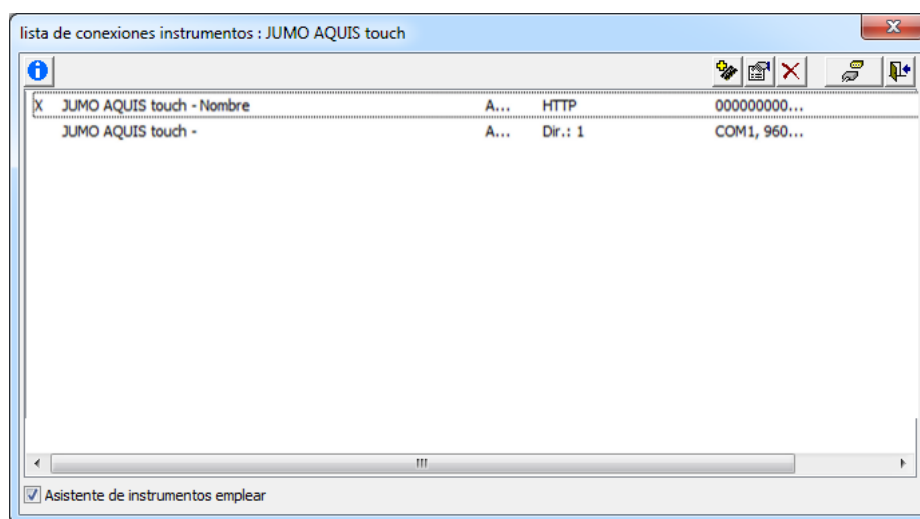 lista de conexiones instrumentos : JUMO AQUIS touch
X JUMO AQUIS touch - Nombre A... HTTP 000000000...
JUMO AQUIS touch - A... Dir.: 1 COM1, 960...
Asistente de instrumentos emplear